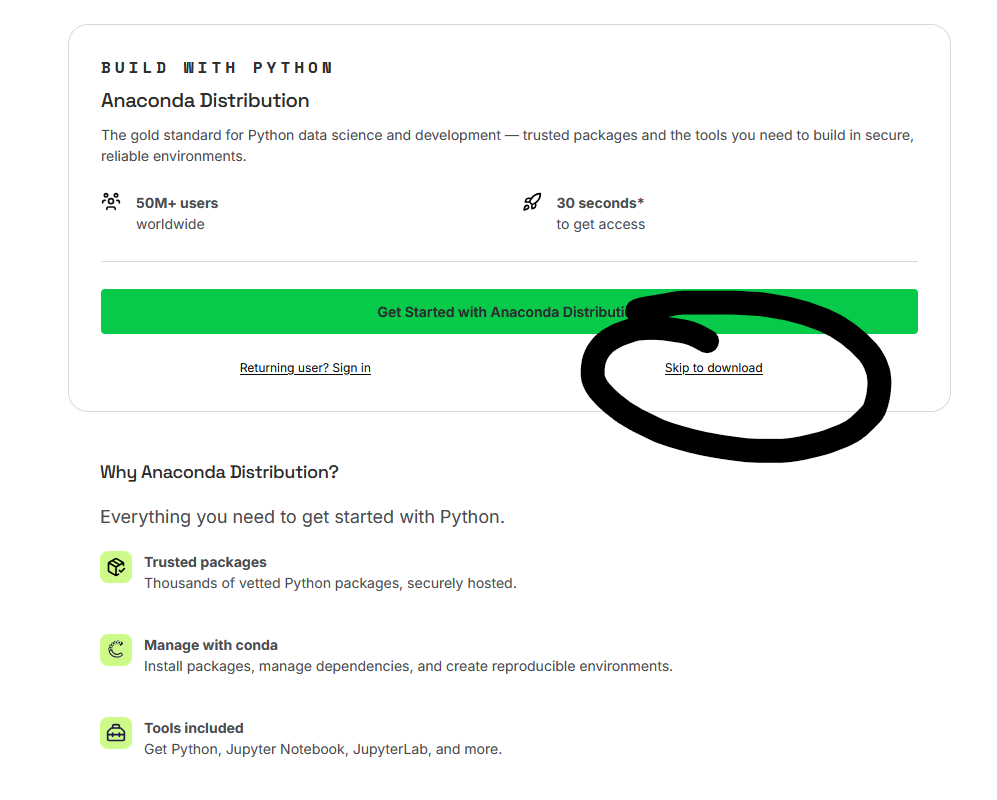 BUILD WITH PYTHON
Anaconda Distribution
The gold standard for Python data science and development — trusted packages and the tools you need to build in secure,
reliable environments.
50M+ users
worldwide
30 seconds*
to get access
Get Started with Anaconda Distributi
Returning user? Sign in
Skip to download
Why Anaconda Distribution?
Everything you need to get started with Python.
Trusted packages
Thousands of vetted Python packages, securely hosted.
Manage with conda
Install packages, manage dependencies, and create reproducible environments.
Tools included
Get Python, Jupyter Notebook, JupyterLab, and more.